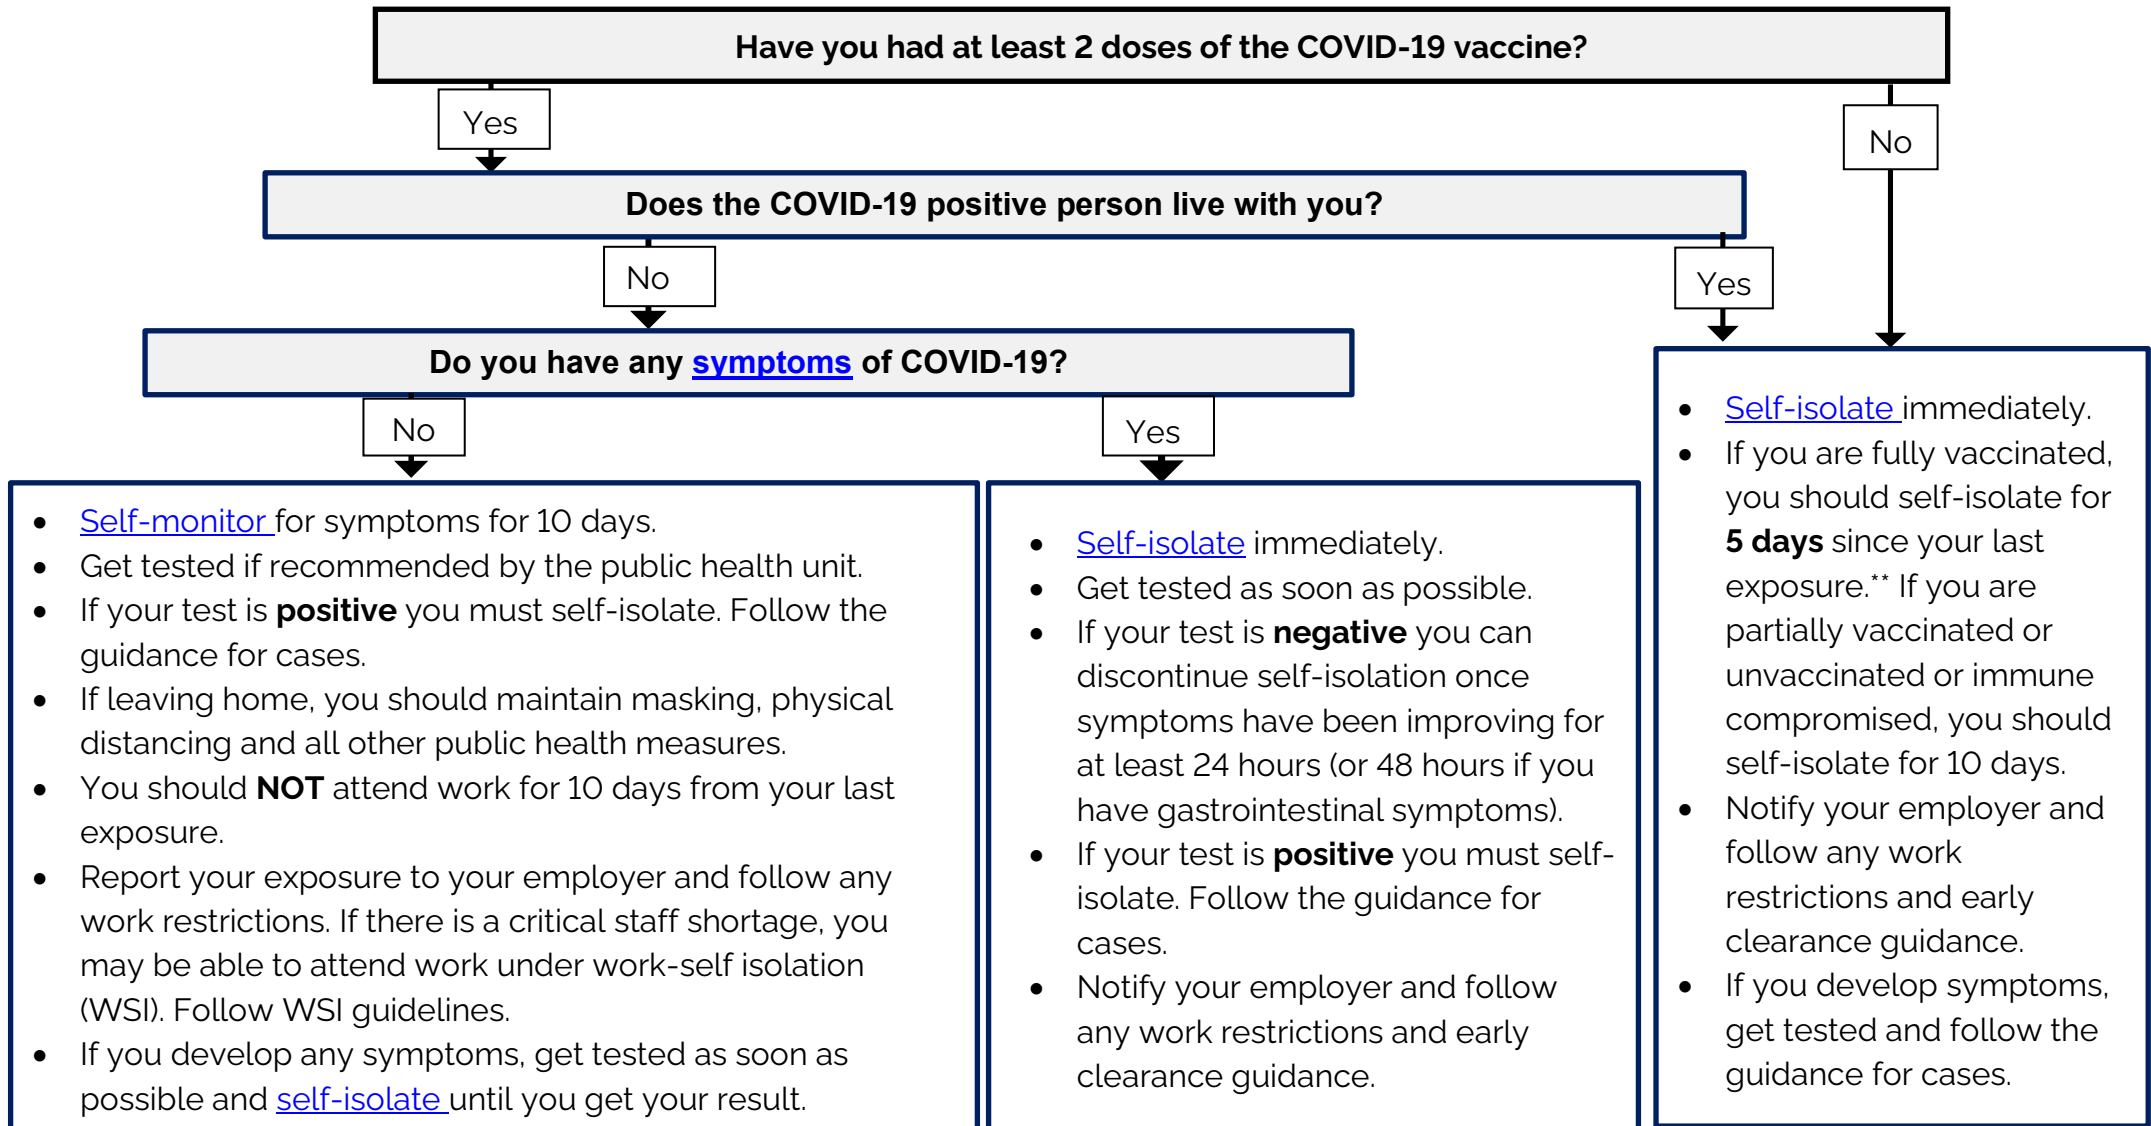 Have you had at least 2 doses of the COVID-19 vaccine?
Yes
No
Does the COVID-19 positive person live with you?
No
Yes
Do you have any symptoms of COVID-19?
No
Yes
• Self-monitor for symptoms for 10 days.
• Get tested if recommended by the public health unit.
• If your test is positive you must self-isolate. Follow the
guidance for cases.
• If leaving home, you should maintain masking, physical
distancing and all other public health measures.
• You should NOT attend work for 10 days from your last
exposure.
• Report your exposure to your employer and follow any
work restrictions. If there is a critical staff shortage, you
may be able to attend work under work-self isolation
(WSI). Follow WSI guidelines.
• If you develop any symptoms, get tested as soon as
possible and self-isolate until you get your result.
• Self-isolate immediately.
• Get tested as soon as possible.
• If your test is negative you can
discontinue self-isolation once
symptoms have been improving for
at least 24 hours (or 48 hours if you
have gastrointestinal symptoms).
• If your test is positive you must self-
isolate. Follow the guidance for
cases.
• Notify your employer and follow
any work restrictions and early
clearance guidance.
• Self-isolate immediately.
• If you are fully vaccinated,
you should self-isolate for
5 days since your last
exposure.** If you are
partially vaccinated or
unvaccinated or immune
compromised, you should
self-isolate for 10 days.
• Notify your employer and
follow any work
restrictions and early
clearance guidance.
• If you develop symptoms,
get tested and follow the
guidance for cases.